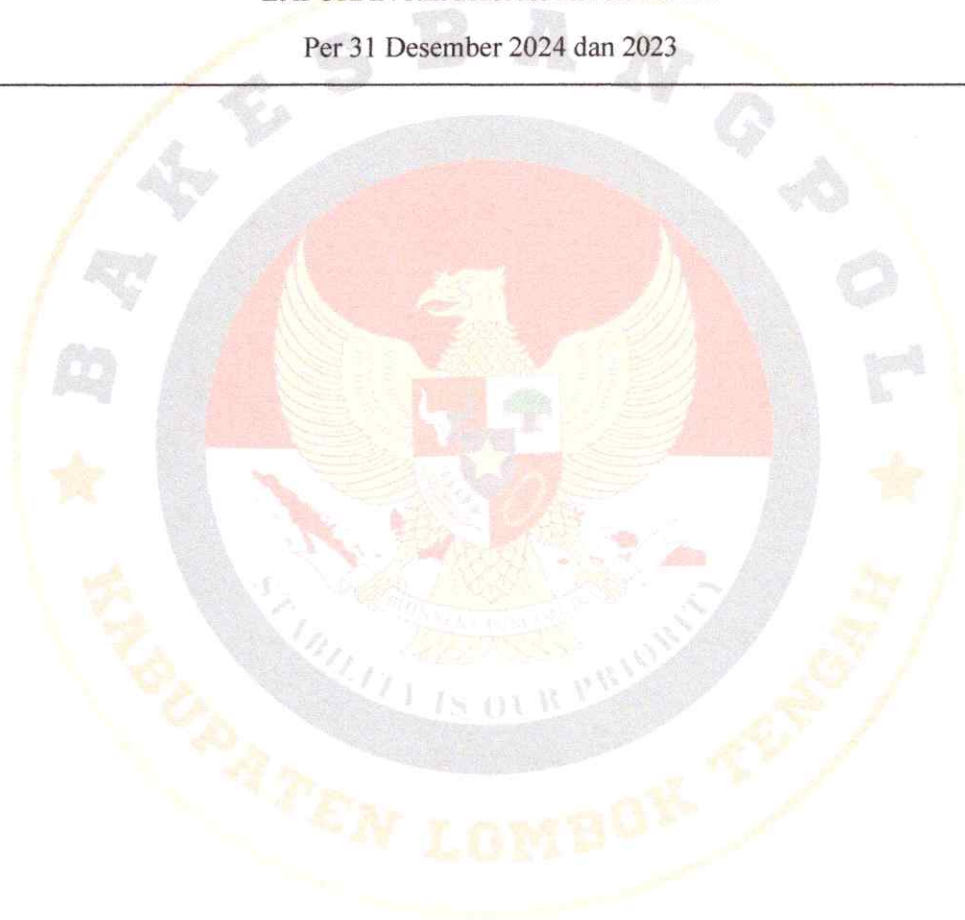 Per 31 Desember 2024 dan 2023
BAKESBANGPOL
STABILITY IS OUR PRIORITY
KABUPATEN LOMBOK TENGAH